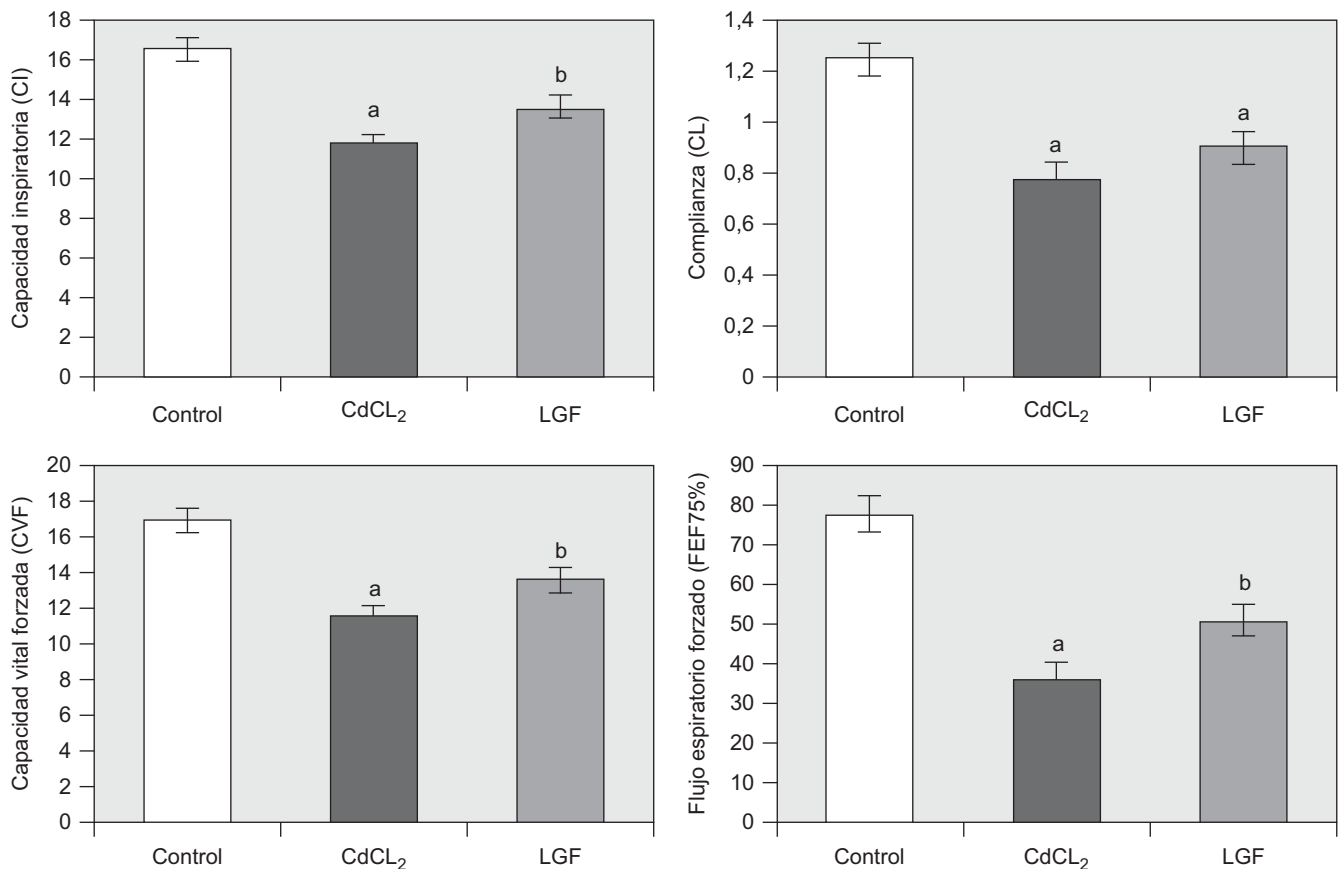 Capacidad inspiratoria (CI)
18
16
14
12
10
8
6
4
2
0
a
b
Control
CdCL₂
LGF
Complianza (CL)
1,4
1,2
1
0,8
0,6
0,4
0,2
0
a
a
Control
CdCL₂
LGF
Capacidad vital forzada (CVF)
20
18
16
14
12
10
8
6
4
2
0
a
b
Control
CdCL₂
LGF
Flujo espiratorio forzado (FEF75%)
90
80
70
60
50
40
30
20
10
0
a
b
Control
CdCL₂
LGF